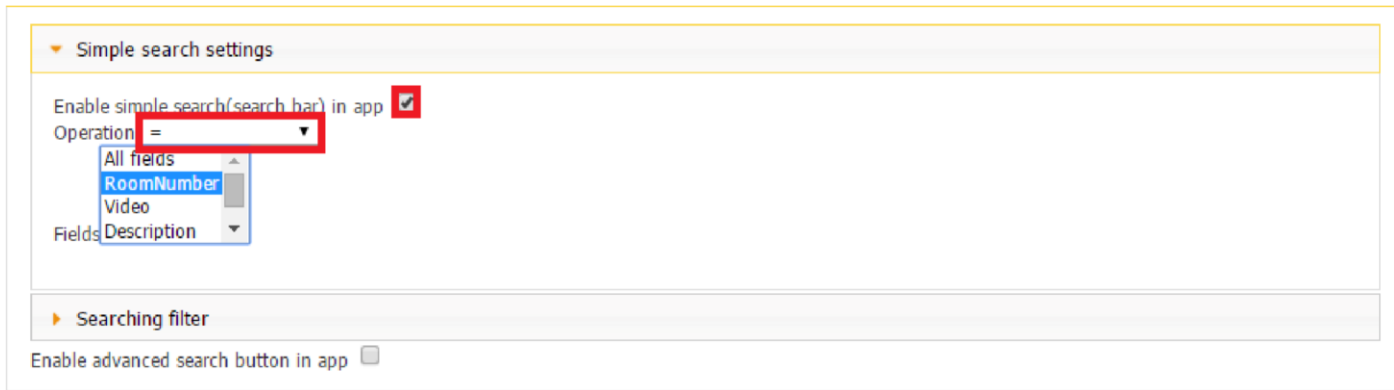 Simple search settings
Enable simple search(search bar) in app
Operation =
All fields
RoomNumber
Video
Fields Description
Searching filter
Enable advanced search button in app